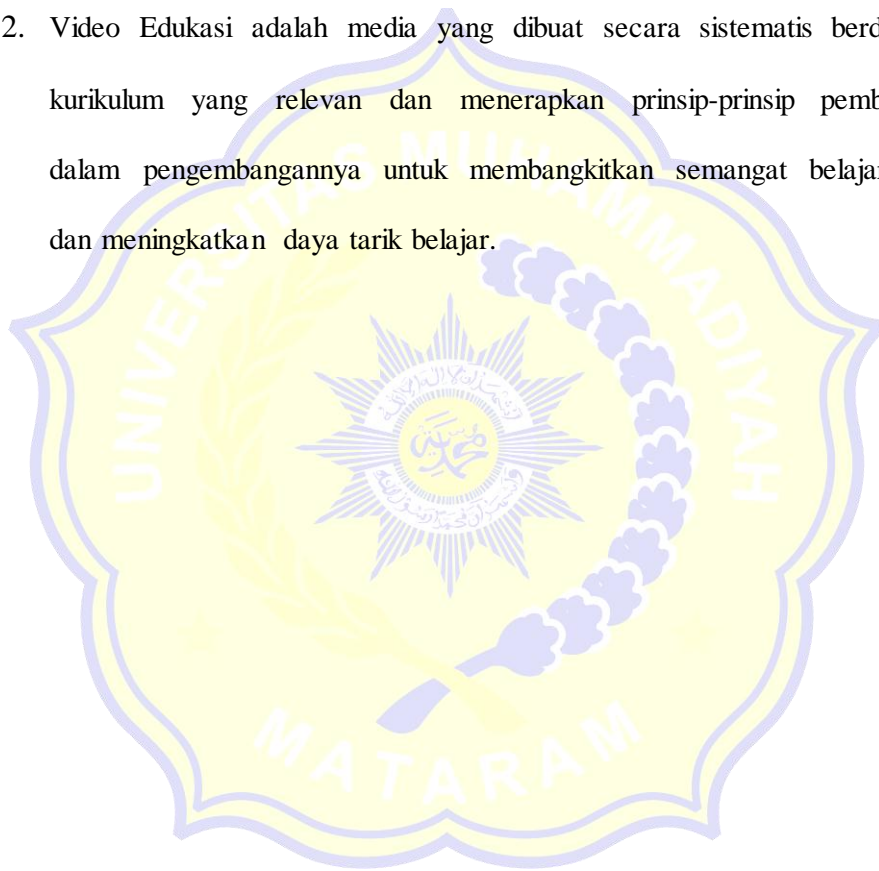 2. Video Edukasi adalah media yang dibuat secara sistematis berd
kurikulum yang relevan dan menerapkan prinsip-prinsip pemb
dalam pengembangannya untuk membangkitkan semangat belajar
dan meningkatkan daya tarik belajar.
UNIVERSITAS MUHAMMADIYAH
MATARAM